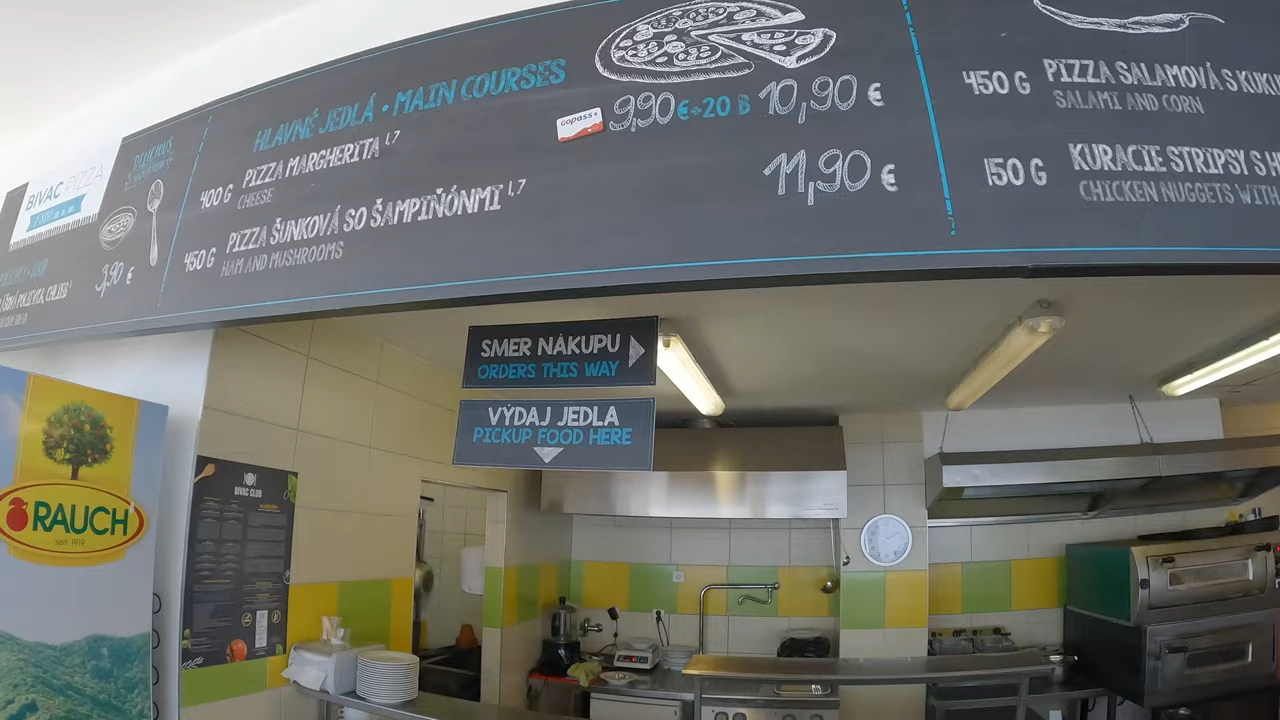 DELICIOUS
BIVAC PIZZA
3,90 €
HLAVNÉ JEDLÁ • MAIN COURSES
400 G PIZZA MARGHERITA 1,7
CHEESE
gopass
9,90 €+20 B 10,90 €
450 G PIZZA ŠUNKOVÁ SO ŠAMPIŇÓNMI 1,7
HAM AND MUSHROOMS
11,90 €
450 G PIZZA SALAMOVÁ S KUKU
SALAMI AND CORN
150 G KURACIE STRIPSY S H
CHICKEN NUGGETS WITH
SMER NÁKUPU
ORDERS THIS WAY
VÝDAJ JEDLA
PICKUP FOOD HERE
RAUCH
seit 1919
BIVAC CLUB